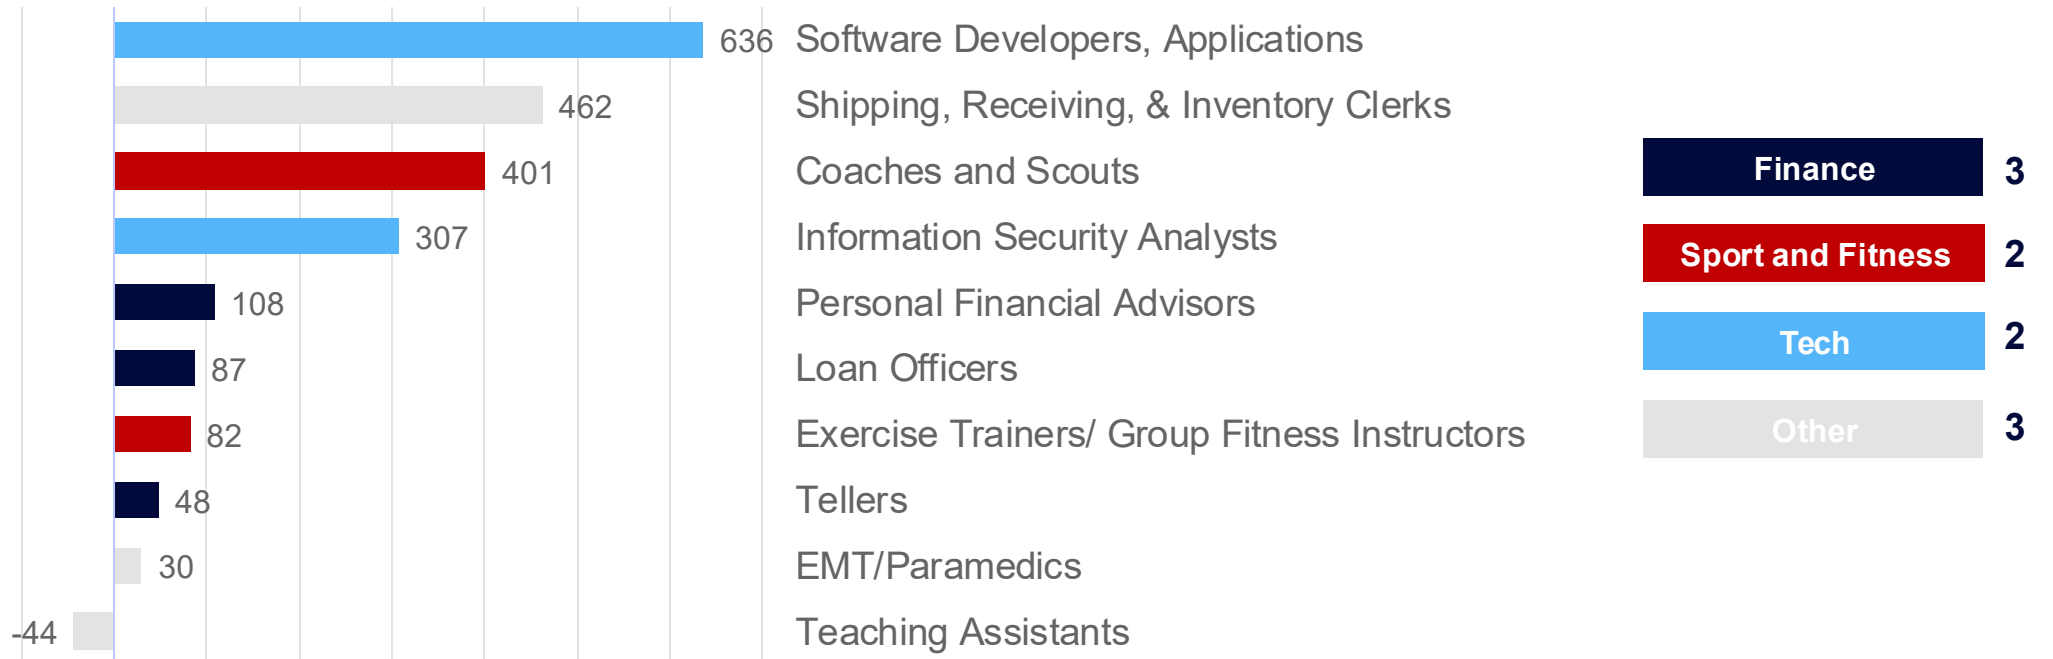 636 Software Developers, Applications
462 Shipping, Receiving, & Inventory Clerks
401 Coaches and Scouts
307 Information Security Analysts
108 Personal Financial Advisors
87 Loan Officers
82 Exercise Trainers/ Group Fitness Instructors
48 Tellers
30 EMT/Paramedics
-44 Teaching Assistants
Finance 3
Sport and Fitness 2
Tech 2
Other 3